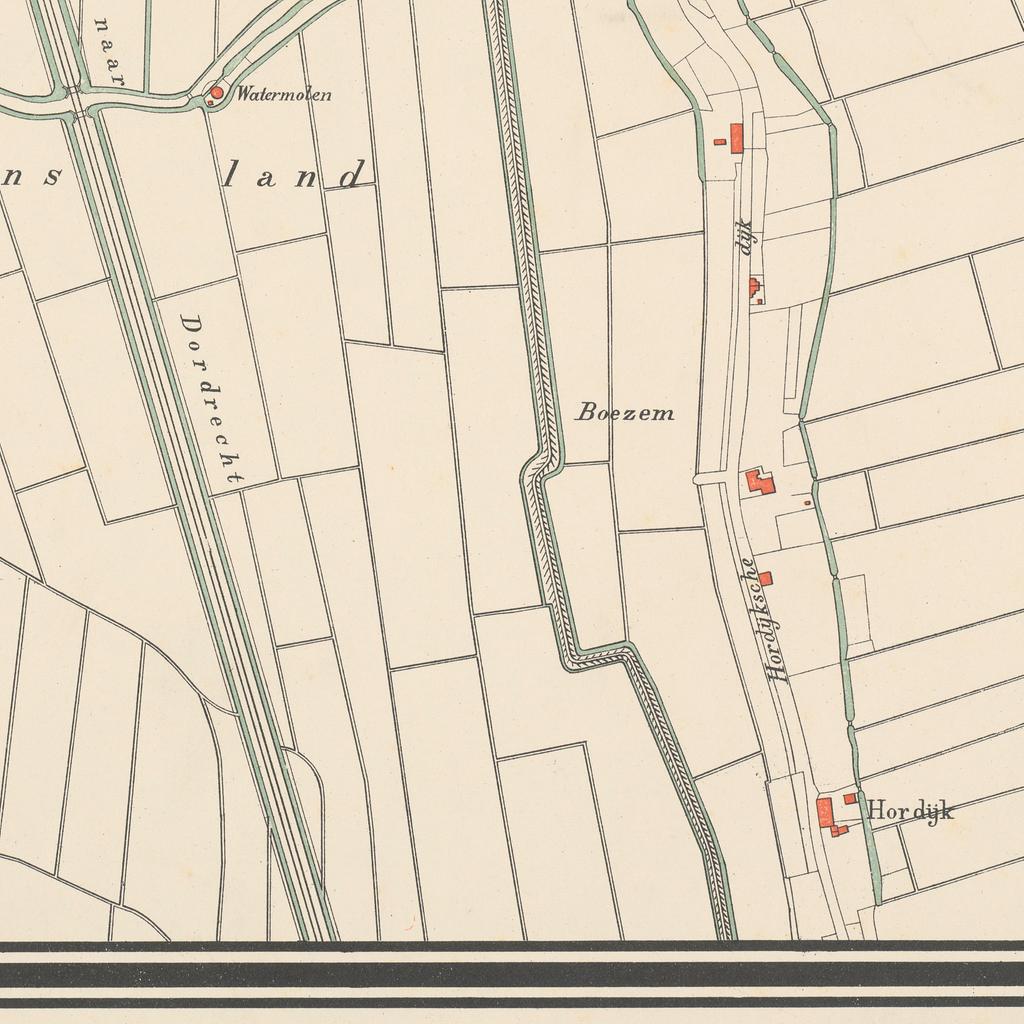 naar
Watermolen
ns land
dijk
Dordrecht
Boezem
Hordijksche
Hordijk